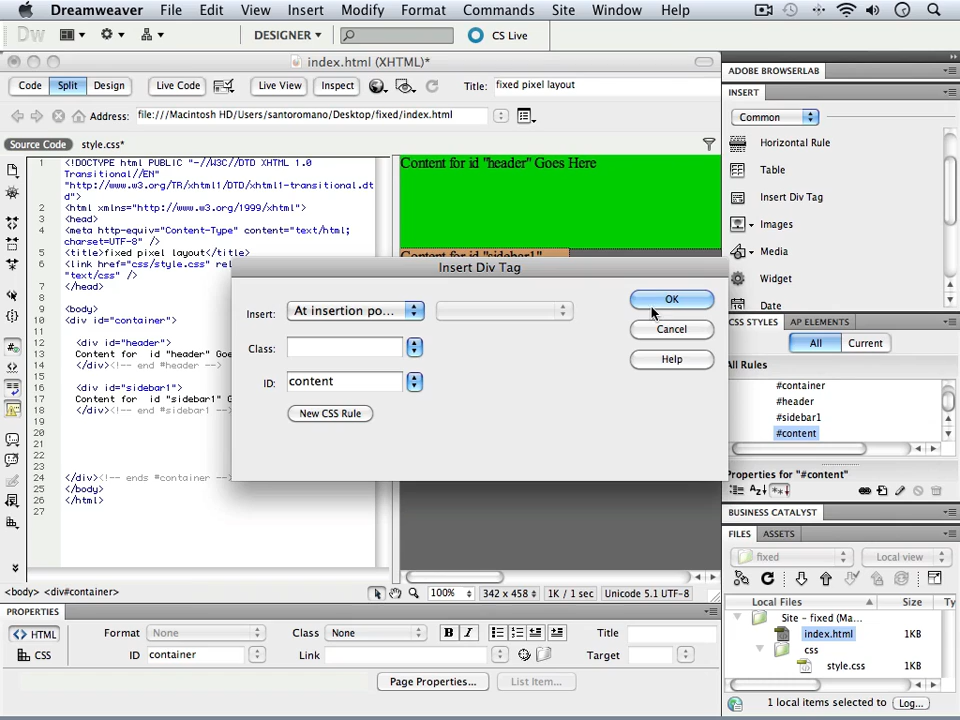 Dreamweaver File Edit View Insert Modify Format Commands Site Window Help
Dw DESIGNER CS Live
index.html (XHTML)*
Code Split Design Live Code Live View Inspect Title: fixed pixel layout
Address: file:///Macintosh HD/Users/santoromano/Desktop/fixed/index.html
Source Code style.css*
1 <!DOCTYPE html PUBLIC "-//W3C//DTD XHTML 1.0
Transitional//EN"
"http://www.w3.org/TR/xhtml1/DTD/xhtml1-transitional.dt
d">
2 <html xmlns="http://www.w3.org/1999/xhtml">
3 <head>
4 <meta http-equiv="Content-Type" content="text/html;
charset=UTF-8" />
5 <title>fixed pixel layout</title>
6 <link href="css/style.css" rel
"text/css" />
7 </head>
8
9 <body>
10 <div id="container">
11
12 <div id="header">
13 Content for id "header" Goe
14 </div><!-- end #header -->
15
16 <div id="sidebar1">
17 Content for id "sidebar1" G
18 </div><!-- end #sidebar1 -->
19
20
21
22
23
24 </div><!-- ends #container -->
25 </body>
26 </html>
27
Content for id "header" Goes Here
Content for id "sidebar1"
Insert Div Tag
Insert: At insertion po...
Class:
ID: content
New CSS Rule
OK
Cancel
Help
ADOBE BROWSERLAB
INSERT
Common
Horizontal Rule
Table
Insert Div Tag
Images
Media
Widget
Date
CSS STYLES AP ELEMENTS
All Current
All Rules
#container
#header
#sidebar1
#content
Properties for "#content"
Az
BUSINESS CATALYST
FILES ASSETS
fixed Local view
Local Files Size Ty
Site - fixed (Ma...
index.html 1KB
css
style.css 1KB
1 local items selected to Log...
<body> <div#container> 100% 342 x 458 1K / 1 sec Unicode 5.1 UTF-8
PROPERTIES
<> HTML Format None Class None B I Title
CSS ID container Link Target
Page Properties... List Item...